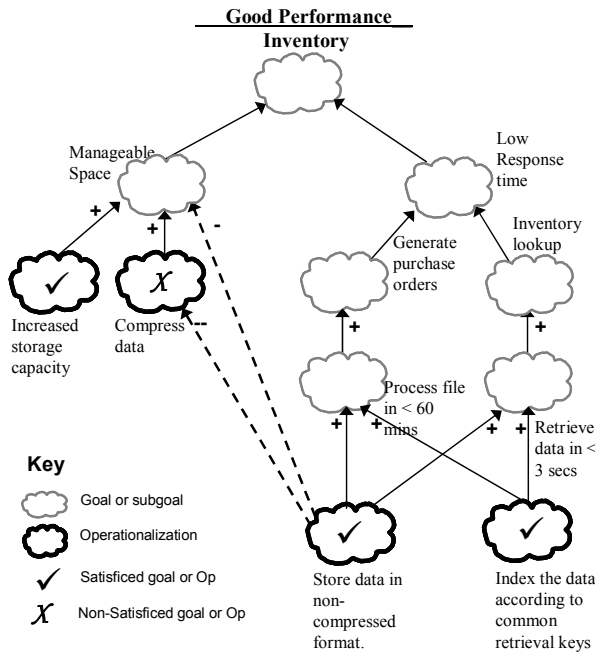 Good Performance
Inventory
Manageable
Space
Low
Response
time
+
+
-
Generate
purchase
orders
Inventory
lookup
✓
x
Increased
storage
capacity
Compress
data
--
+
+
Process file
in < 60
mins
Retrieve
data in <
3 secs
+
+
+
+
Key
Goal or subgoal
Operationalization
✓
Satisficed goal or Op
x
Non-Satisficed goal or Op
✓
✓
Store data in
non-
compressed
format.
Index the data
according to
common
retrieval keys